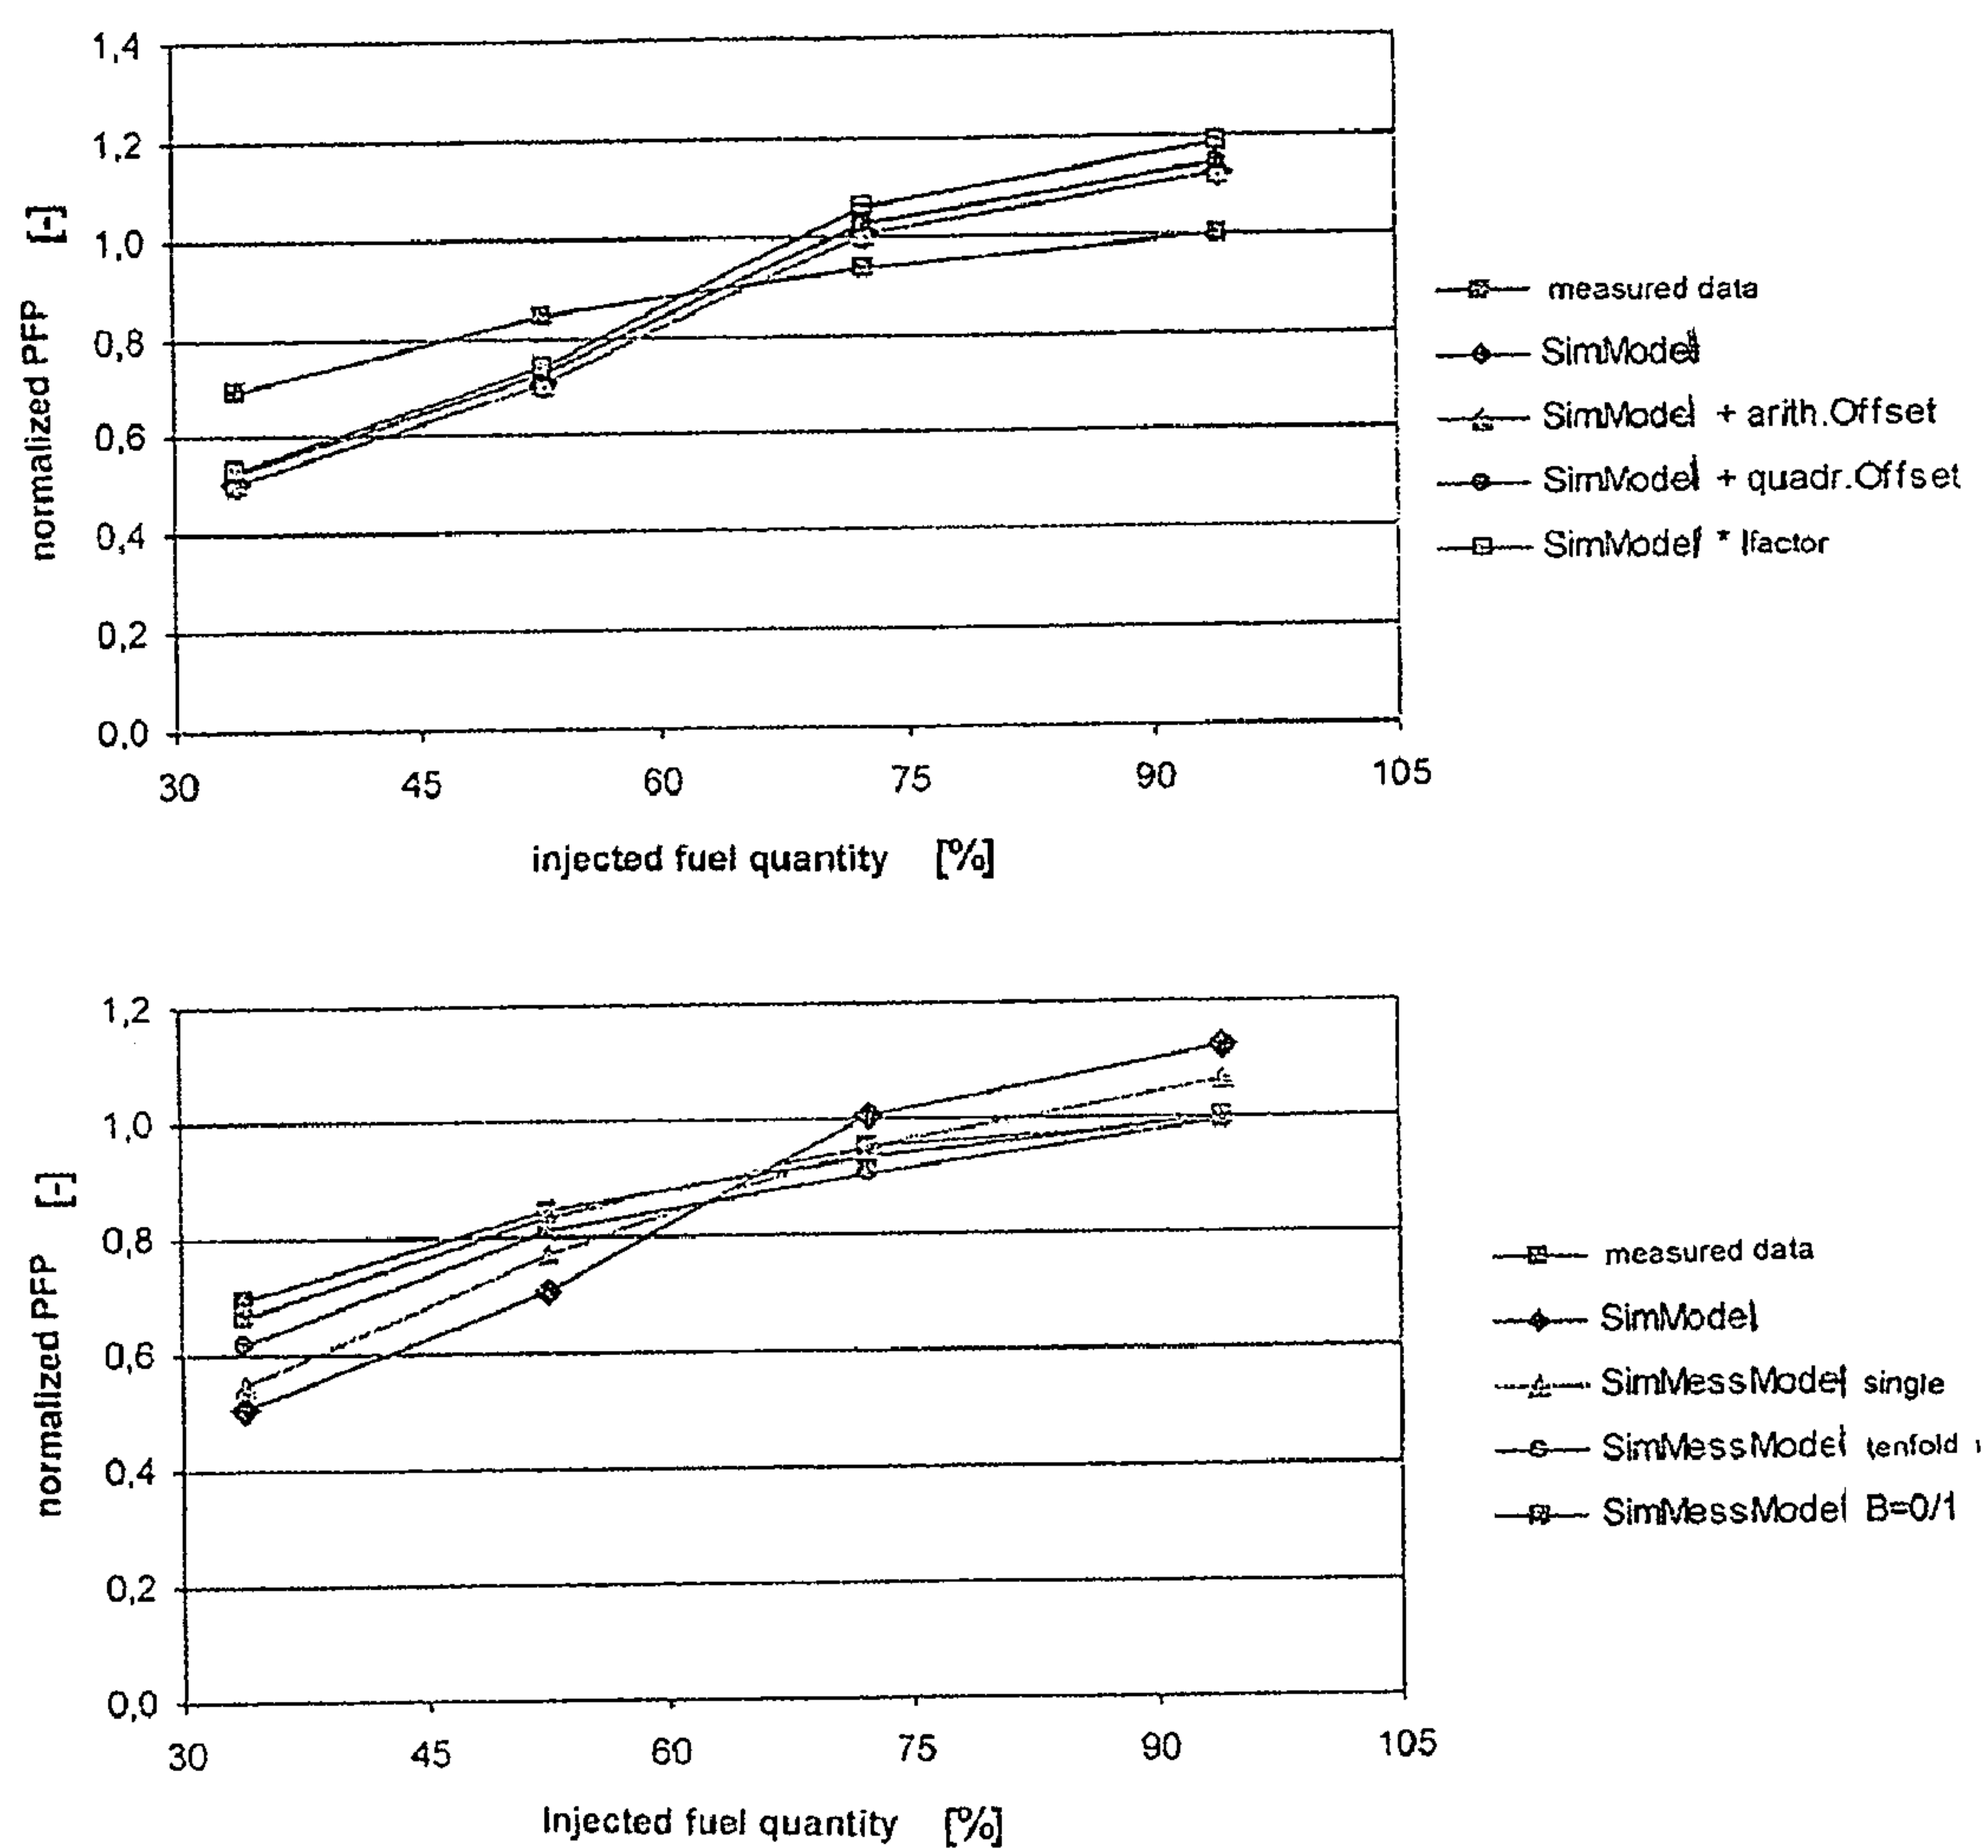 1,4
1,2
1,0
0,8
0,6
0,4
0,2
0,0
normalized PFP [-]
30 45 60 75 90 105
injected fuel quantity [%]
measured data
SimModel
SimModel + arith.Offset
SimModel + quadr.Offset
SimModel * lfactor
1,2
1,0
0,8
0,6
0,4
0,2
0,0
normalized PFP [-]
30 45 60 75 90 105
Injected fuel quantity [%]
measured data
SimModel
SimMessModel single
SimMessModel tenfold
SimMessModel B=0/1